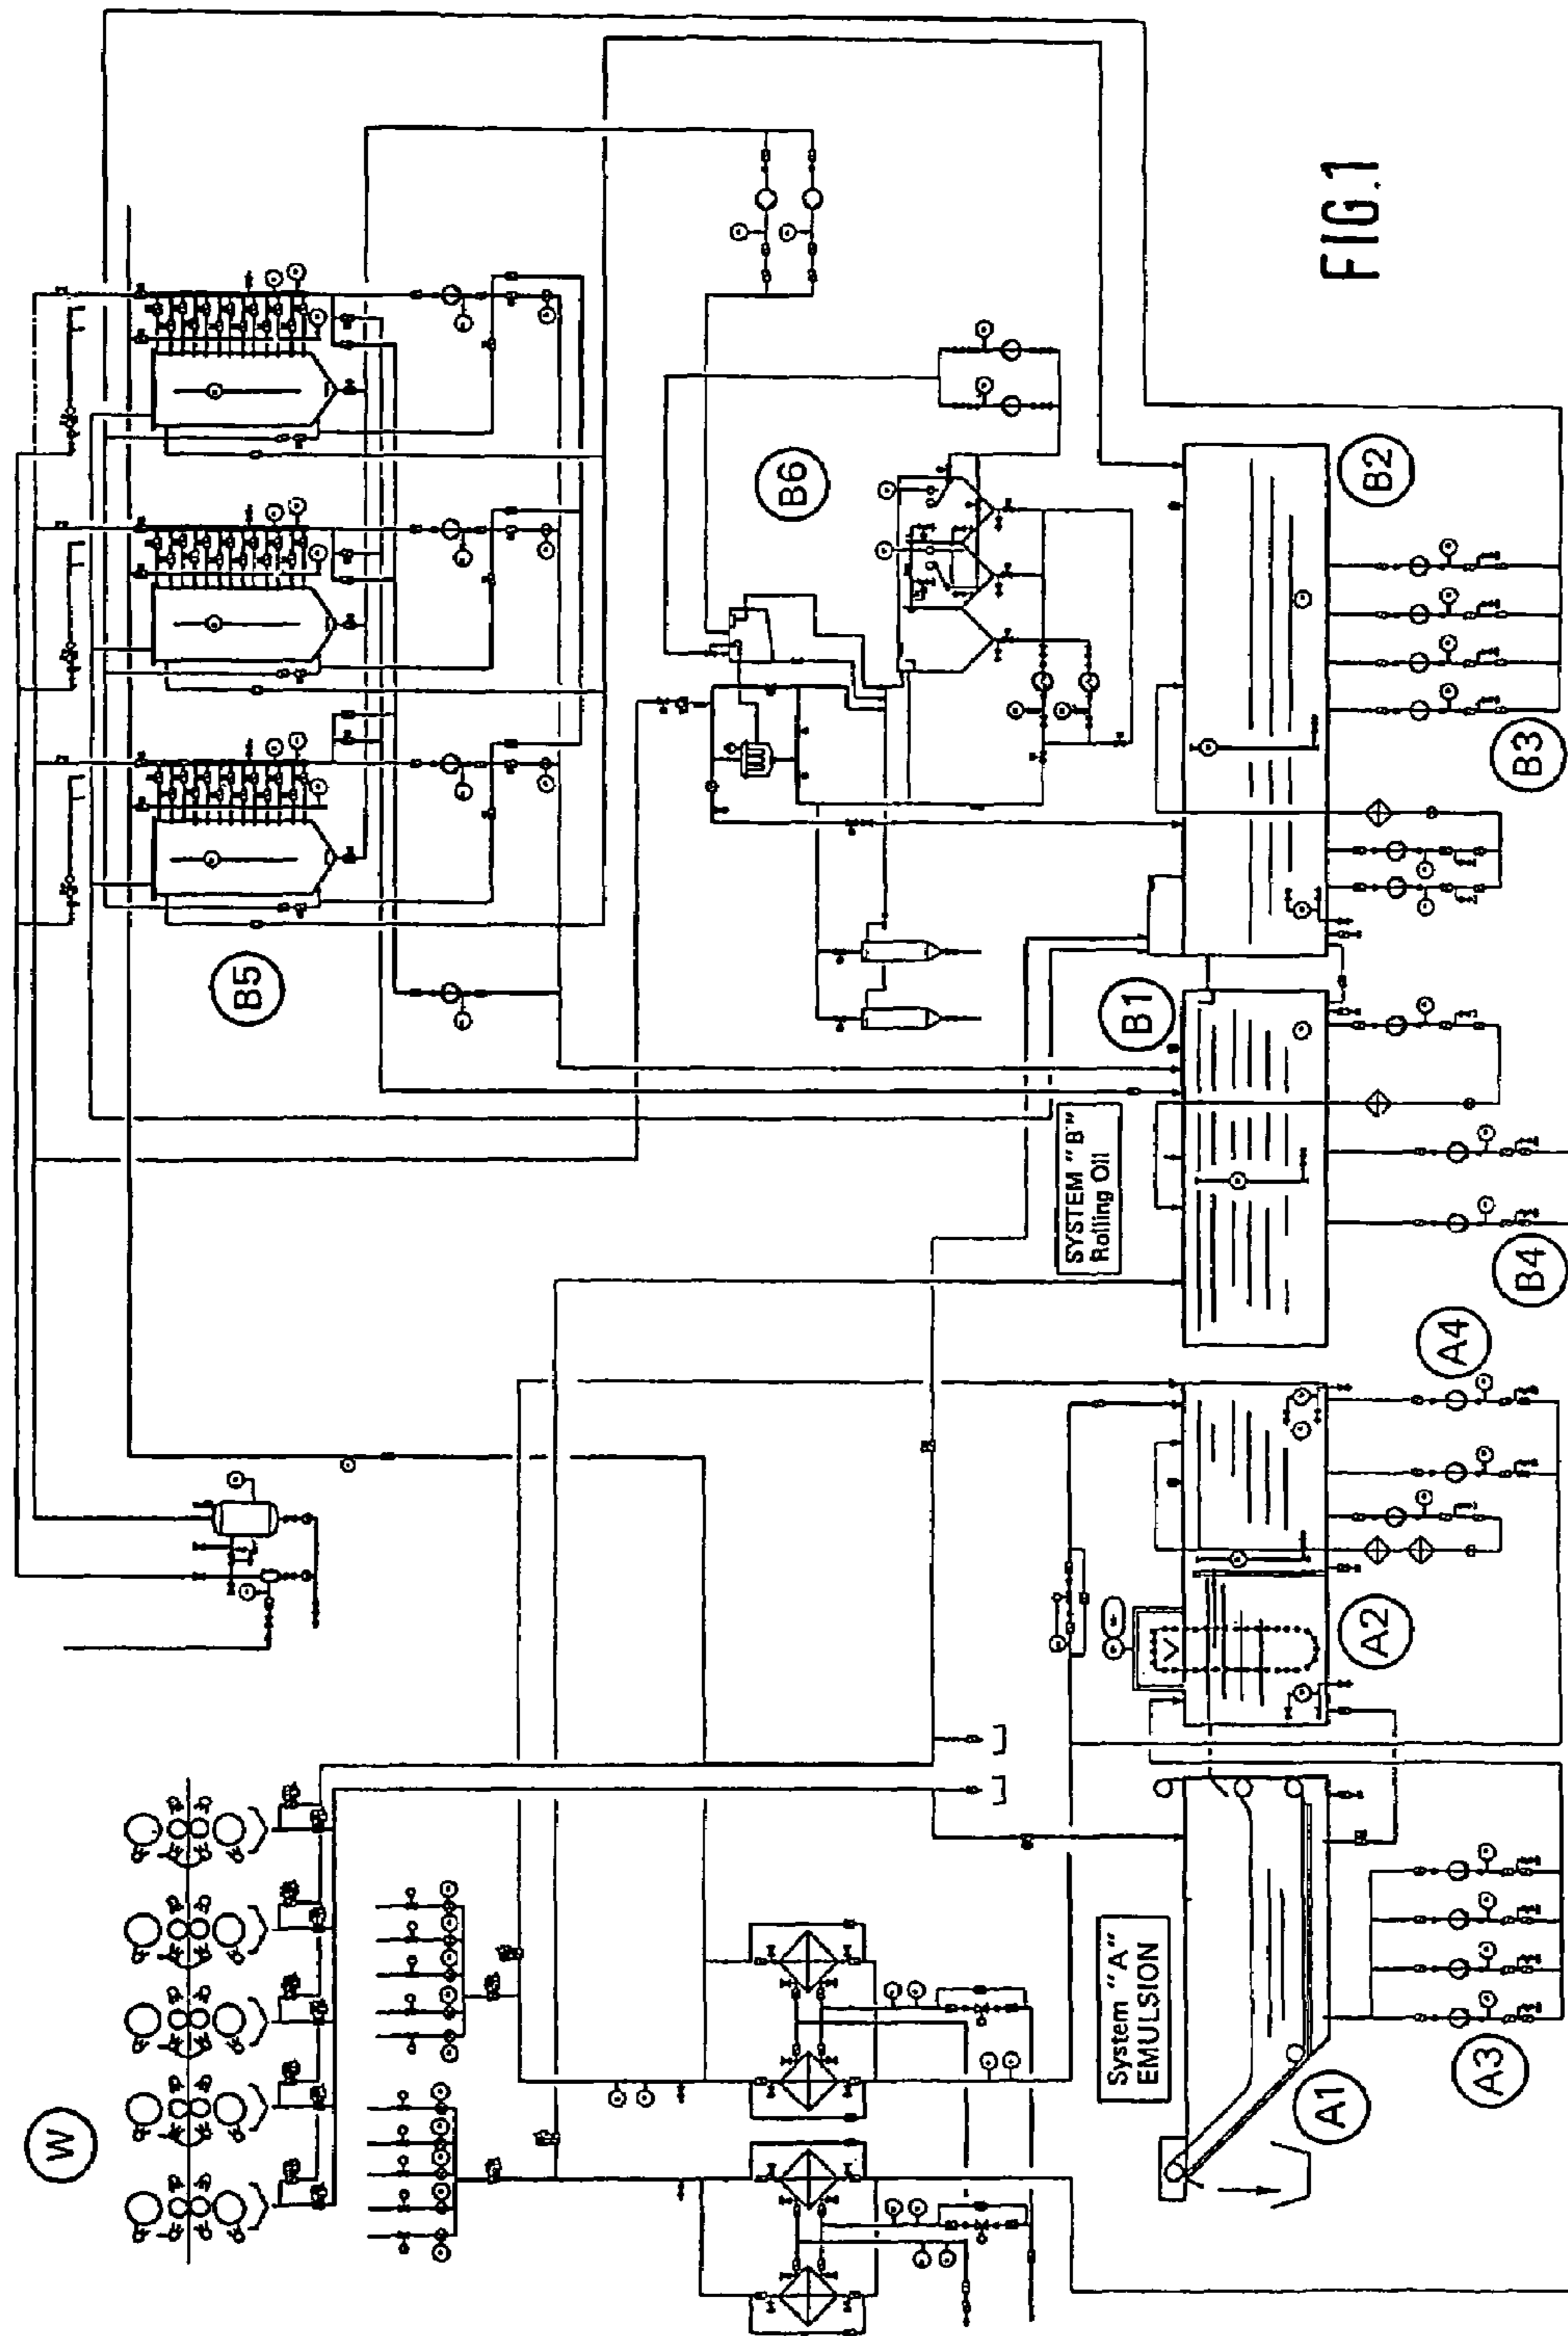 W
B5
B6
SYSTEM "B"
Rolling Oil
B1
B2
B3
B4
System "A"
EMULSION
A1
A2
A3
A4
FIG.1